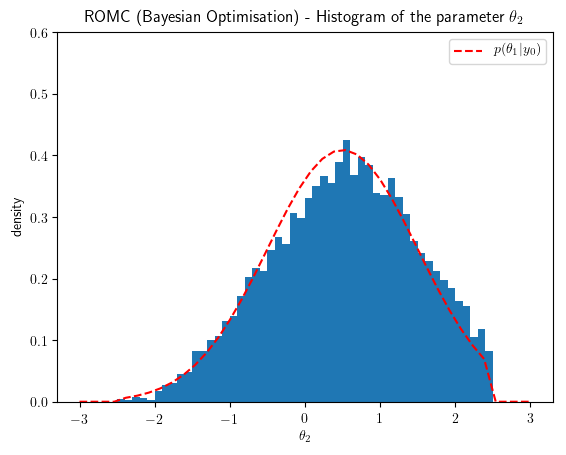 ROMC (Bayesian Optimisation) - Histogram of the parameter θ₂
p(θ₁|y₀)
density
0.6
0.5
0.4
0.3
0.2
0.1
0.0
−3 −2 −1 0 1 2 3
θ₂